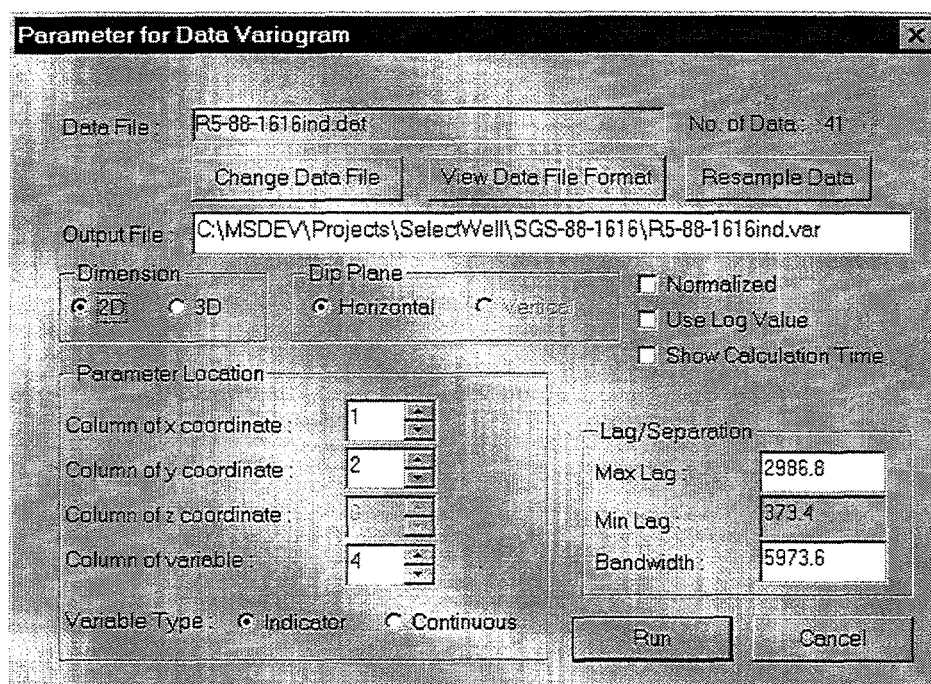 Parameter for Data Variogram
Data File : R5-88-1616ind.dat No. of Data : 41
Change Data File View Data File Format Resample Data
Output File : C:\MSDEV\Projects\SelectWell\SGS-88-1616\R5-88-1616ind.var
Dimension Dip Plane
2D 3D Horizontal Vertical
Normalized
Use Log Value
Show Calculation Time
Parameter Location
Column of x coordinate : 1
Column of y coordinate : 2
Column of z coordinate :
Column of variable : 4
Variable Type : Indicator Continuous
Lag/Separation
Max Lag : 2986.8
Min Lag : 373.4
Bandwidth : 5973.6
Run Cancel